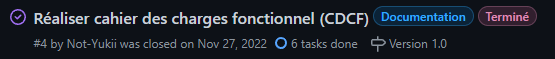 Réaliser cahier des charges fonctionnel (CDCF) Documentation Terminé
#4 by Not-Yukii was closed on Nov 27, 2022 6 tasks done Version 1.0